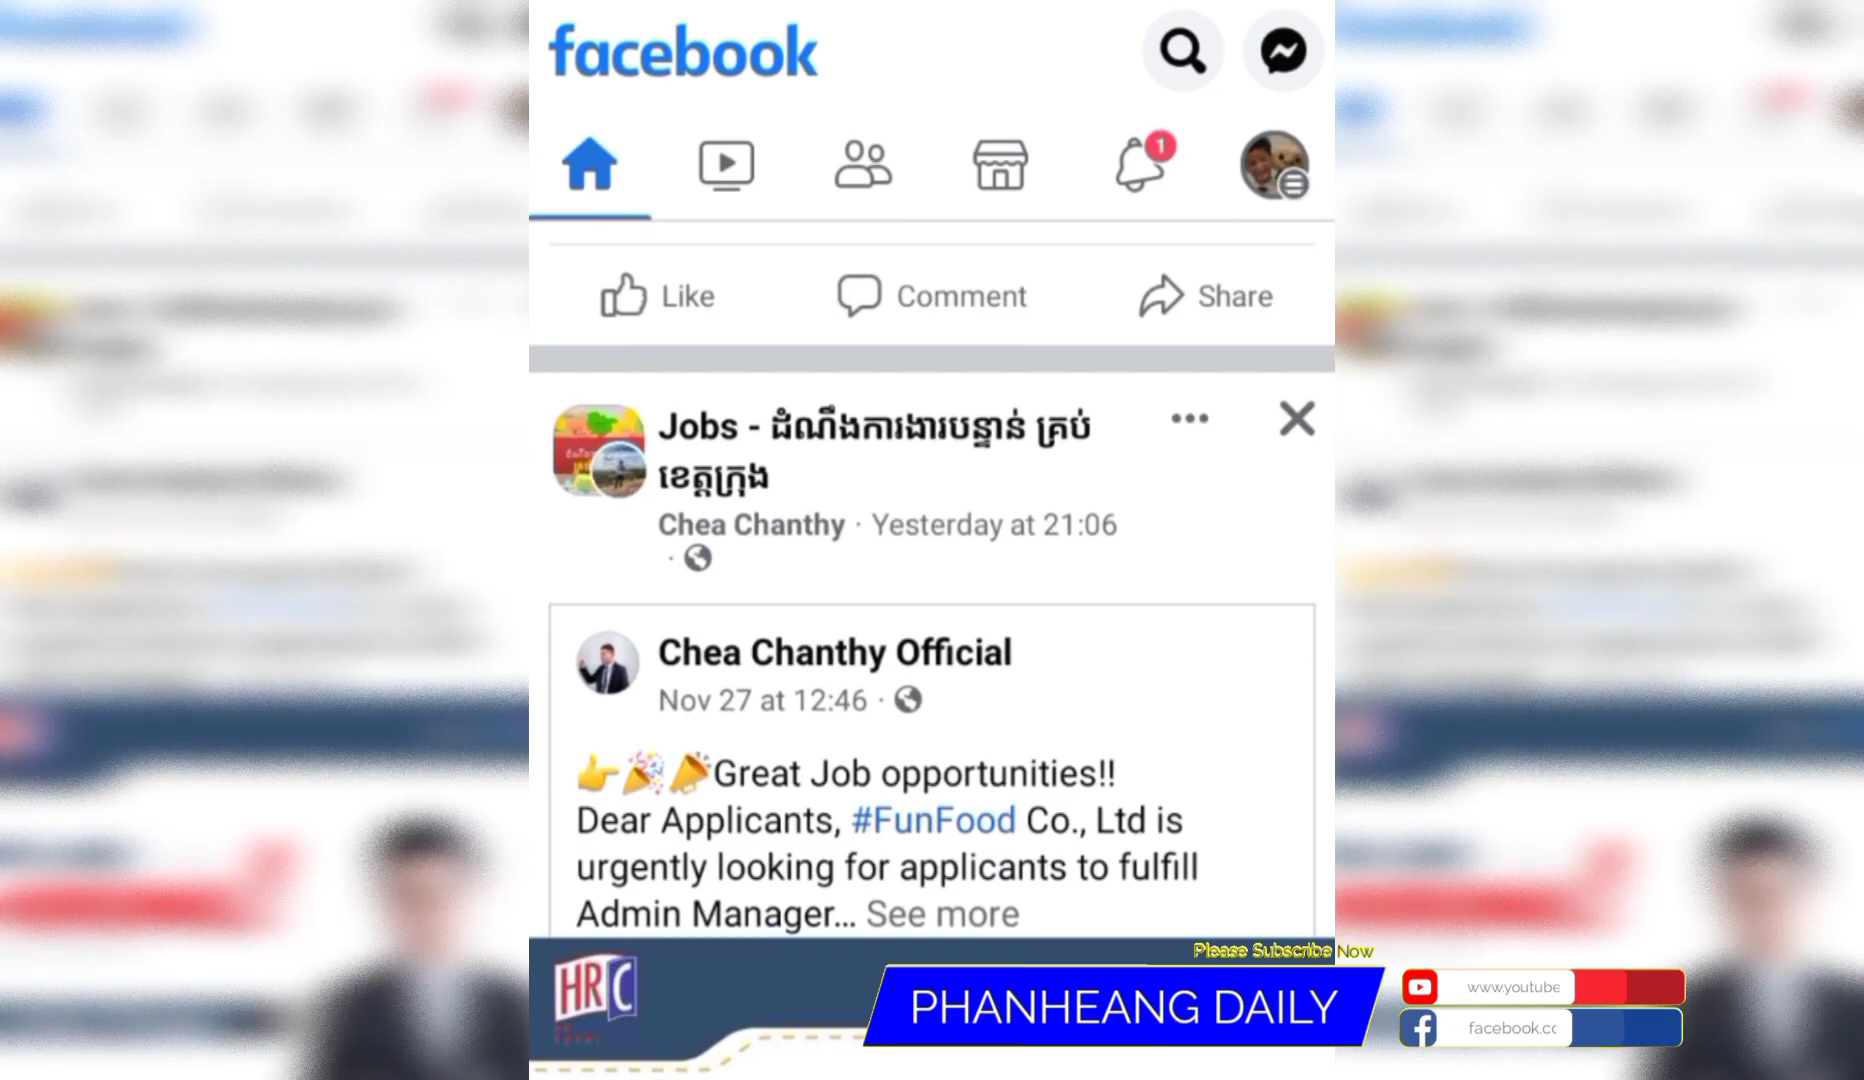 facebook
1
Like
Comment
Share
Jobs - ដំណឹងការងារបន្ទាន់ គ្រប់
ខេត្តក្រុង
Chea Chanthy · Yesterday at 21:06
Chea Chanthy Official
Nov 27 at 12:46 ·
👉🎉📣Great Job opportunities!!
Dear Applicants, #FunFood Co., Ltd is
urgently looking for applicants to fulfill
Admin Manager... See more
HRC
Please Subscribe Now
PHANHEANG DAILY
www.youtube
facebook.cc